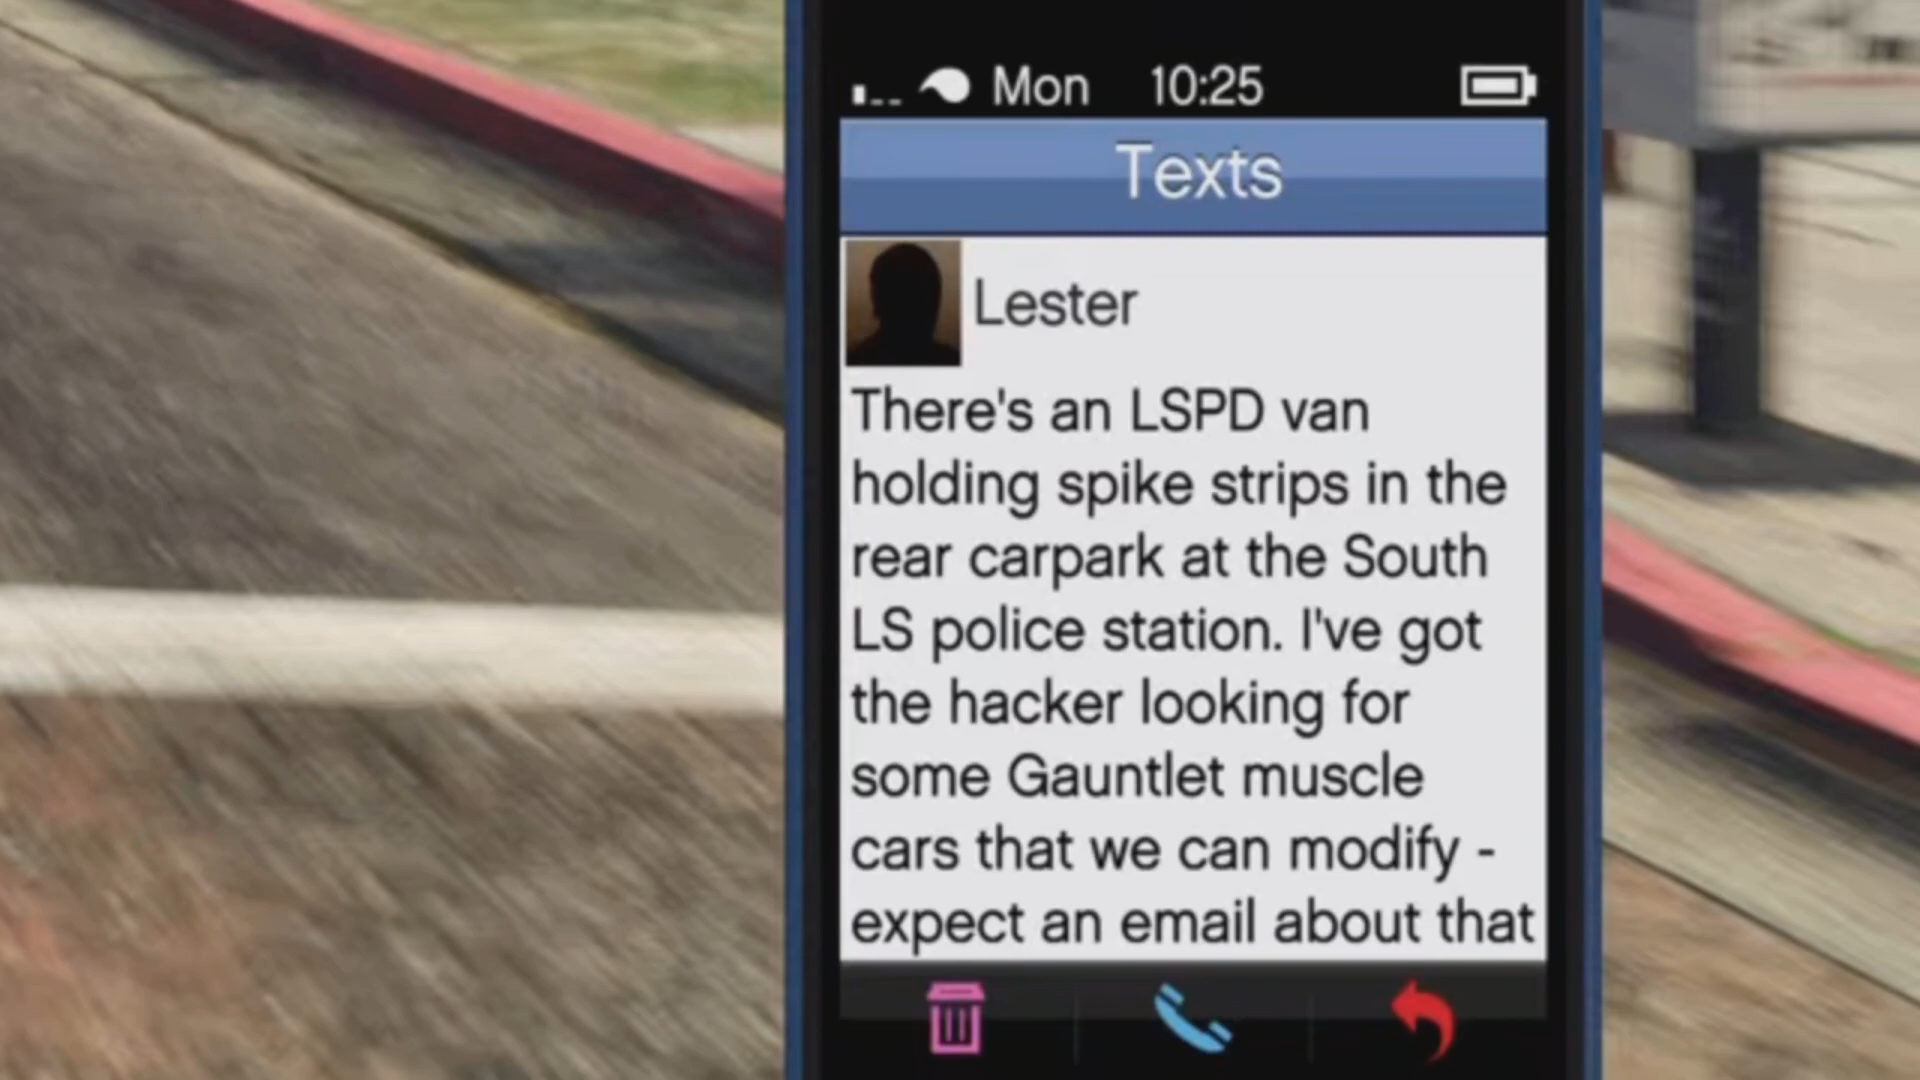 Mon 10:25
Texts
Lester
There's an LSPD van
holding spike strips in the
rear carpark at the South
LS police station. I've got
the hacker looking for
some Gauntlet muscle
cars that we can modify -
expect an email about that